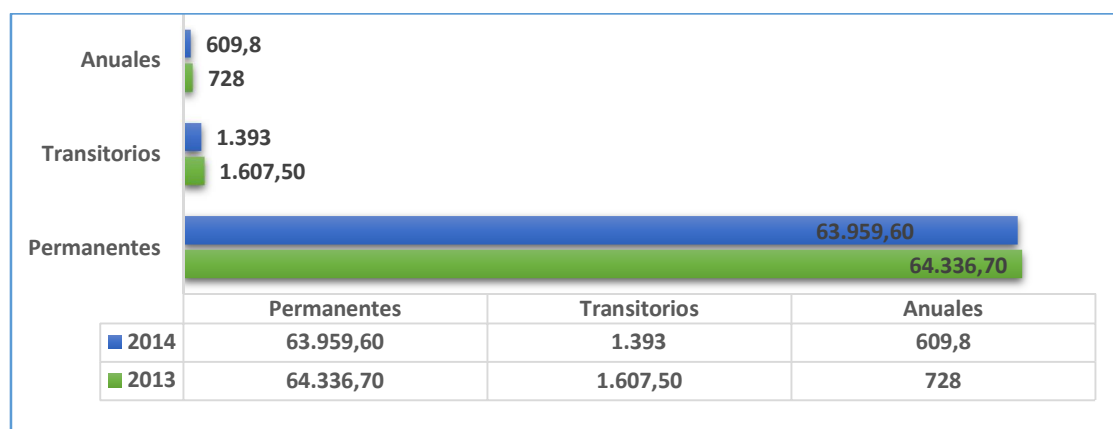 Anuales
609,8
728
Transitorios
1.393
1.607,50
Permanentes
63.959,60
64.336,70
Permanentes Transitorios Anuales
2014 63.959,60 1.393 609,8
2013 64.336,70 1.607,50 728